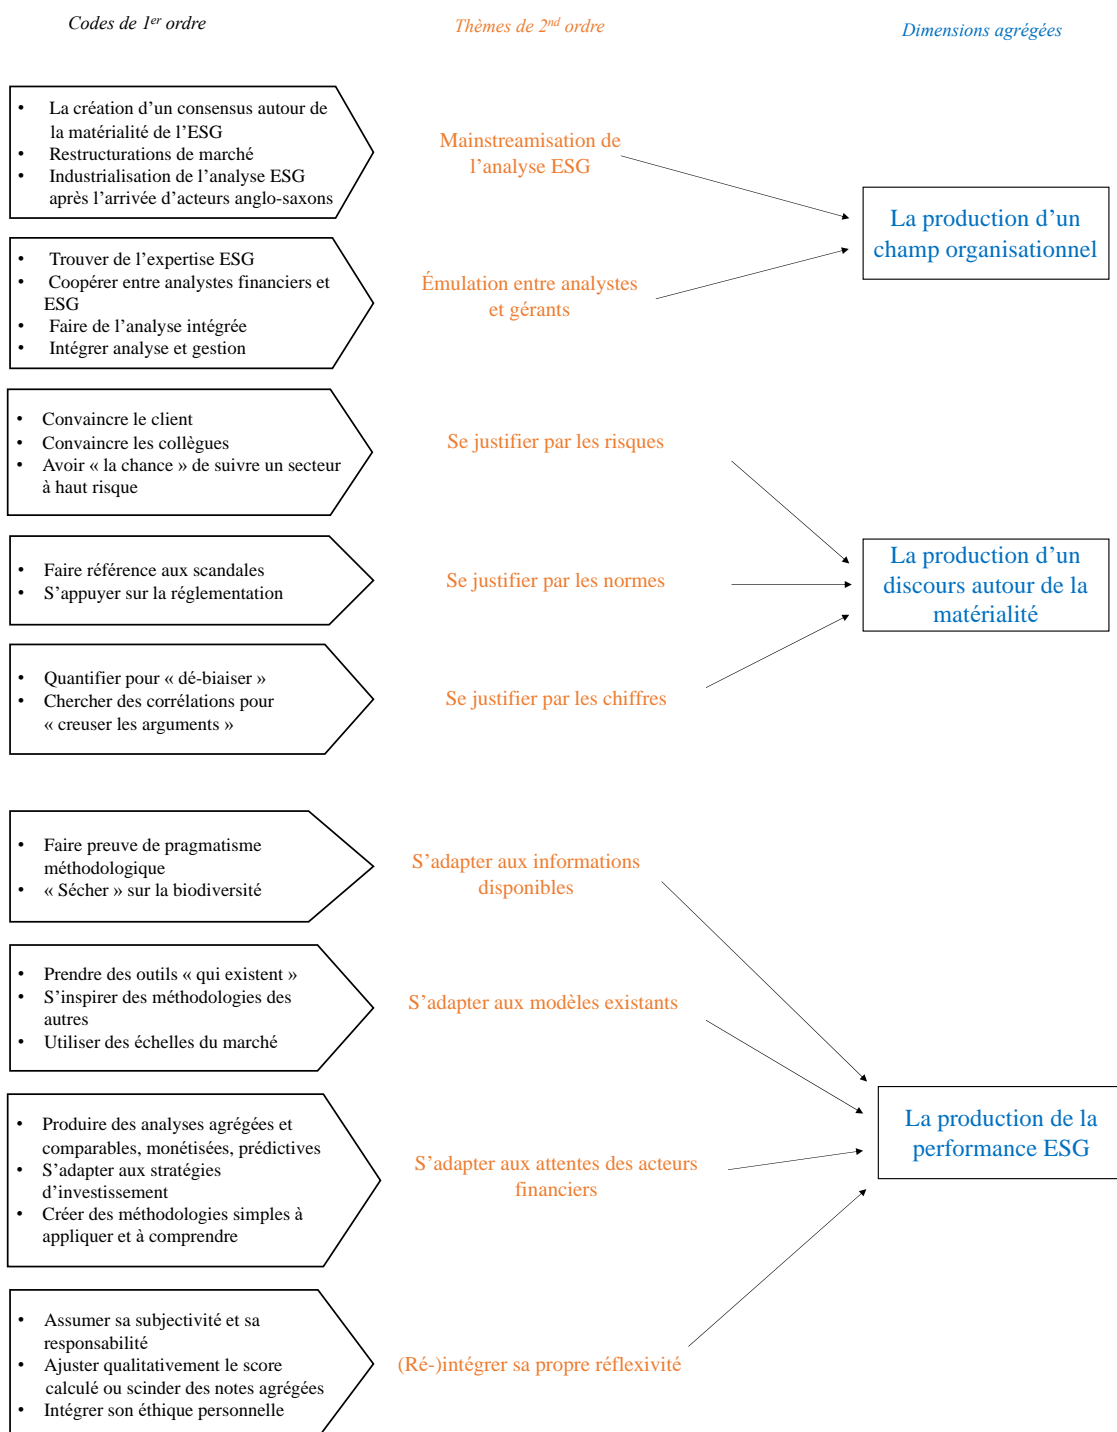 Codes de 1er ordre
Thèmes de 2nd ordre
Dimensions agrégées
• La création d’un consensus autour de
la matérialité de l’ESG
• Restructurations de marché
• Industrialisation de l’analyse ESG
après l’arrivée d’acteurs anglo-saxons
Mainstreamisation de
l’analyse ESG
• Trouver de l’expertise ESG
• Coopérer entre analystes financiers et
ESG
• Faire de l’analyse intégrée
• Intégrer analyse et gestion
Émulation entre analystes
et gérants
La production d’un
champ organisationnel
• Convaincre le client
• Convaincre les collègues
• Avoir « la chance » de suivre un secteur
à haut risque
Se justifier par les risques
• Faire référence aux scandales
• S’appuyer sur la réglementation
Se justifier par les normes
• Quantifier pour « dé-biaiser »
• Chercher des corrélations pour
« creuser les arguments »
Se justifier par les chiffres
La production d’un
discours autour de la
matérialité
• Faire preuve de pragmatisme
méthodologique
• « Sécher » sur la biodiversité
S’adapter aux informations
disponibles
• Prendre des outils « qui existent »
• S’inspirer des méthodologies des
autres
• Utiliser des échelles du marché
S’adapter aux modèles existants
• Produire des analyses agrégées et
comparables, monétisées, prédictives
• S’adapter aux stratégies
d’investissement
• Créer des méthodologies simples à
appliquer et à comprendre
S’adapter aux attentes des acteurs
financiers
• Assumer sa subjectivité et sa
responsabilité
• Ajuster qualitativement le score
calculé ou scinder des notes agrégées
• Intégrer son éthique personnelle
(Ré-)intégrer sa propre réflexivité
La production de la
performance ESG